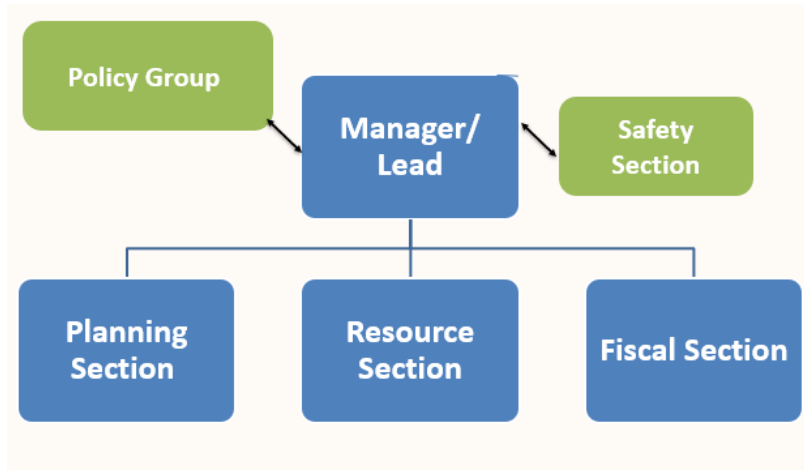 Policy Group
Manager/
Lead
Safety
Section
Planning
Section
Resource
Section
Fiscal Section